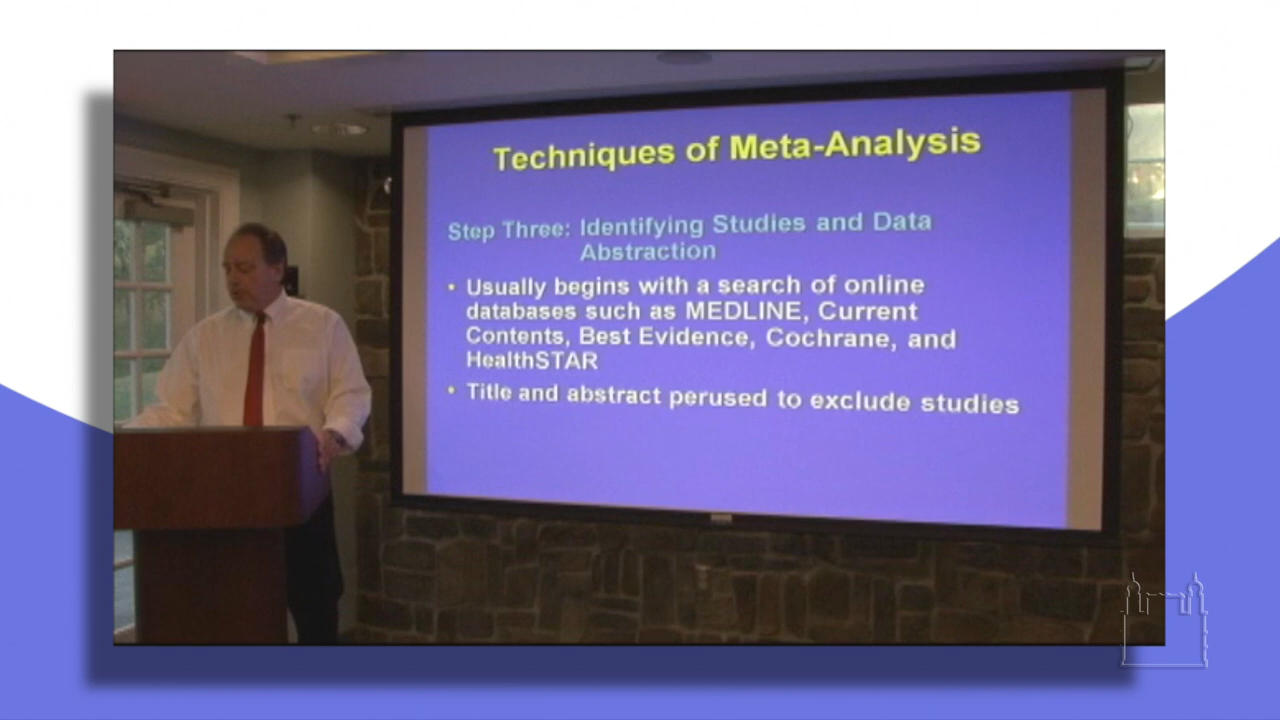 Techniques of Meta-Analysis
Step Three: Identifying Studies and Data
Abstraction
• Usually begins with a search of online
databases such as MEDLINE, Current
Contents, Best Evidence, Cochrane, and
HealthSTAR
• Title and abstract perused to exclude studies